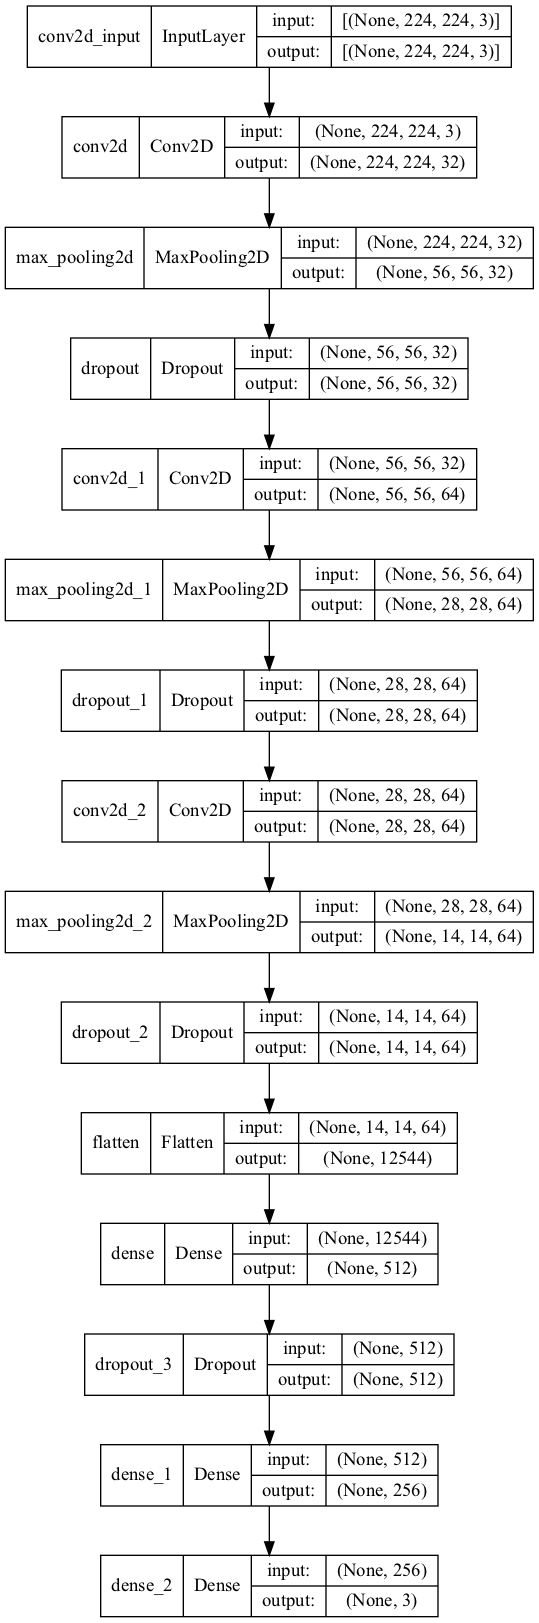 conv2d_input InputLayer input: [(None, 224, 224, 3)]
output: [(None, 224, 224, 3)]
conv2d Conv2D input: (None, 224, 224, 3)
output: (None, 224, 224, 32)
max_pooling2d MaxPooling2D input: (None, 224, 224, 32)
output: (None, 56, 56, 32)
dropout Dropout input: (None, 56, 56, 32)
output: (None, 56, 56, 32)
conv2d_1 Conv2D input: (None, 56, 56, 32)
output: (None, 56, 56, 64)
max_pooling2d_1 MaxPooling2D input: (None, 56, 56, 64)
output: (None, 28, 28, 64)
dropout_1 Dropout input: (None, 28, 28, 64)
output: (None, 28, 28, 64)
conv2d_2 Conv2D input: (None, 28, 28, 64)
output: (None, 28, 28, 64)
max_pooling2d_2 MaxPooling2D input: (None, 28, 28, 64)
output: (None, 14, 14, 64)
dropout_2 Dropout input: (None, 14, 14, 64)
output: (None, 14, 14, 64)
flatten Flatten input: (None, 14, 14, 64)
output: (None, 12544)
dense Dense input: (None, 12544)
output: (None, 512)
dropout_3 Dropout input: (None, 512)
output: (None, 512)
dense_1 Dense input: (None, 512)
output: (None, 256)
dense_2 Dense input: (None, 256)
output: (None, 3)